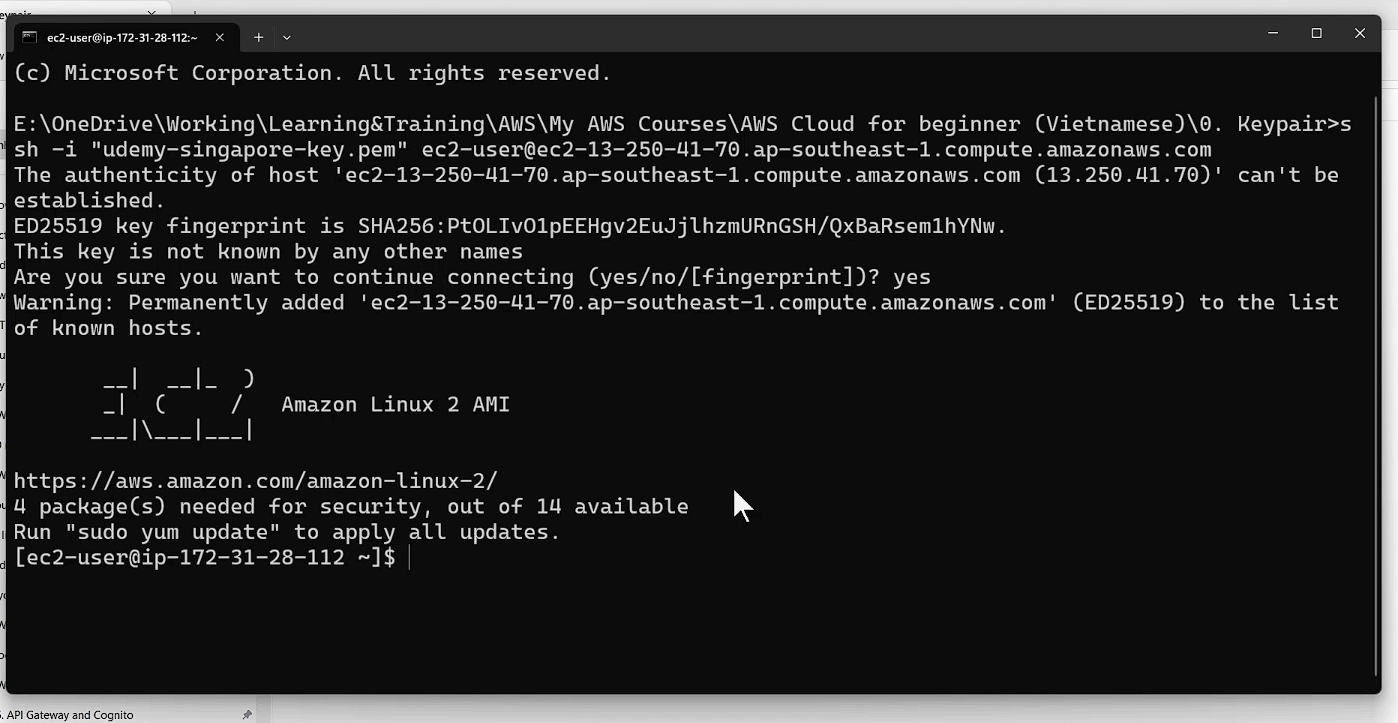 ec2-user@ip-172-31-28-112:~
(c) Microsoft Corporation. All rights reserved.
E:\OneDrive\Working\Learning&Training\AWS\My AWS Courses\AWS Cloud for beginner (Vietnamese)\0. Keypair>s
sh -i "udemy-singapore-key.pem" ec2-user@ec2-13-250-41-70.ap-southeast-1.compute.amazonaws.com
The authenticity of host 'ec2-13-250-41-70.ap-southeast-1.compute.amazonaws.com (13.250.41.70)' can't be
established.
ED25519 key fingerprint is SHA256:PtOLIvO1pEEHgv2EuJjlhzmURnGSH/QxBaRsem1hYNw.
This key is not known by any other names
Are you sure you want to continue connecting (yes/no/[fingerprint])? yes
Warning: Permanently added 'ec2-13-250-41-70.ap-southeast-1.compute.amazonaws.com' (ED25519) to the list
of known hosts.
       __|  __|_  )
       _|  (     /   Amazon Linux 2 AMI
      ___|\___|___|
https://aws.amazon.com/amazon-linux-2/
4 package(s) needed for security, out of 14 available
Run "sudo yum update" to apply all updates.
[ec2-user@ip-172-31-28-112 ~]$
. API Gateway and Cognito